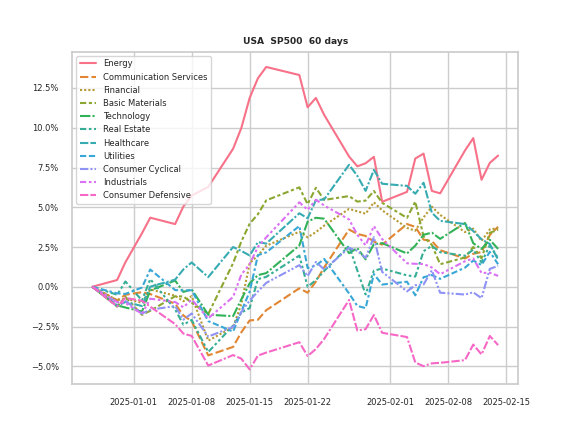 USA  SP500  60 days
Energy
Communication Services
Financial
Basic Materials
Technology
Real Estate
Healthcare
Utilities
Consumer Cyclical
Industrials
Consumer Defensive
12.5%
10.0%
7.5%
5.0%
2.5%
0.0%
−2.5%
−5.0%
2025-01-01 2025-01-08 2025-01-15 2025-01-22 2025-02-01 2025-02-08 2025-02-15